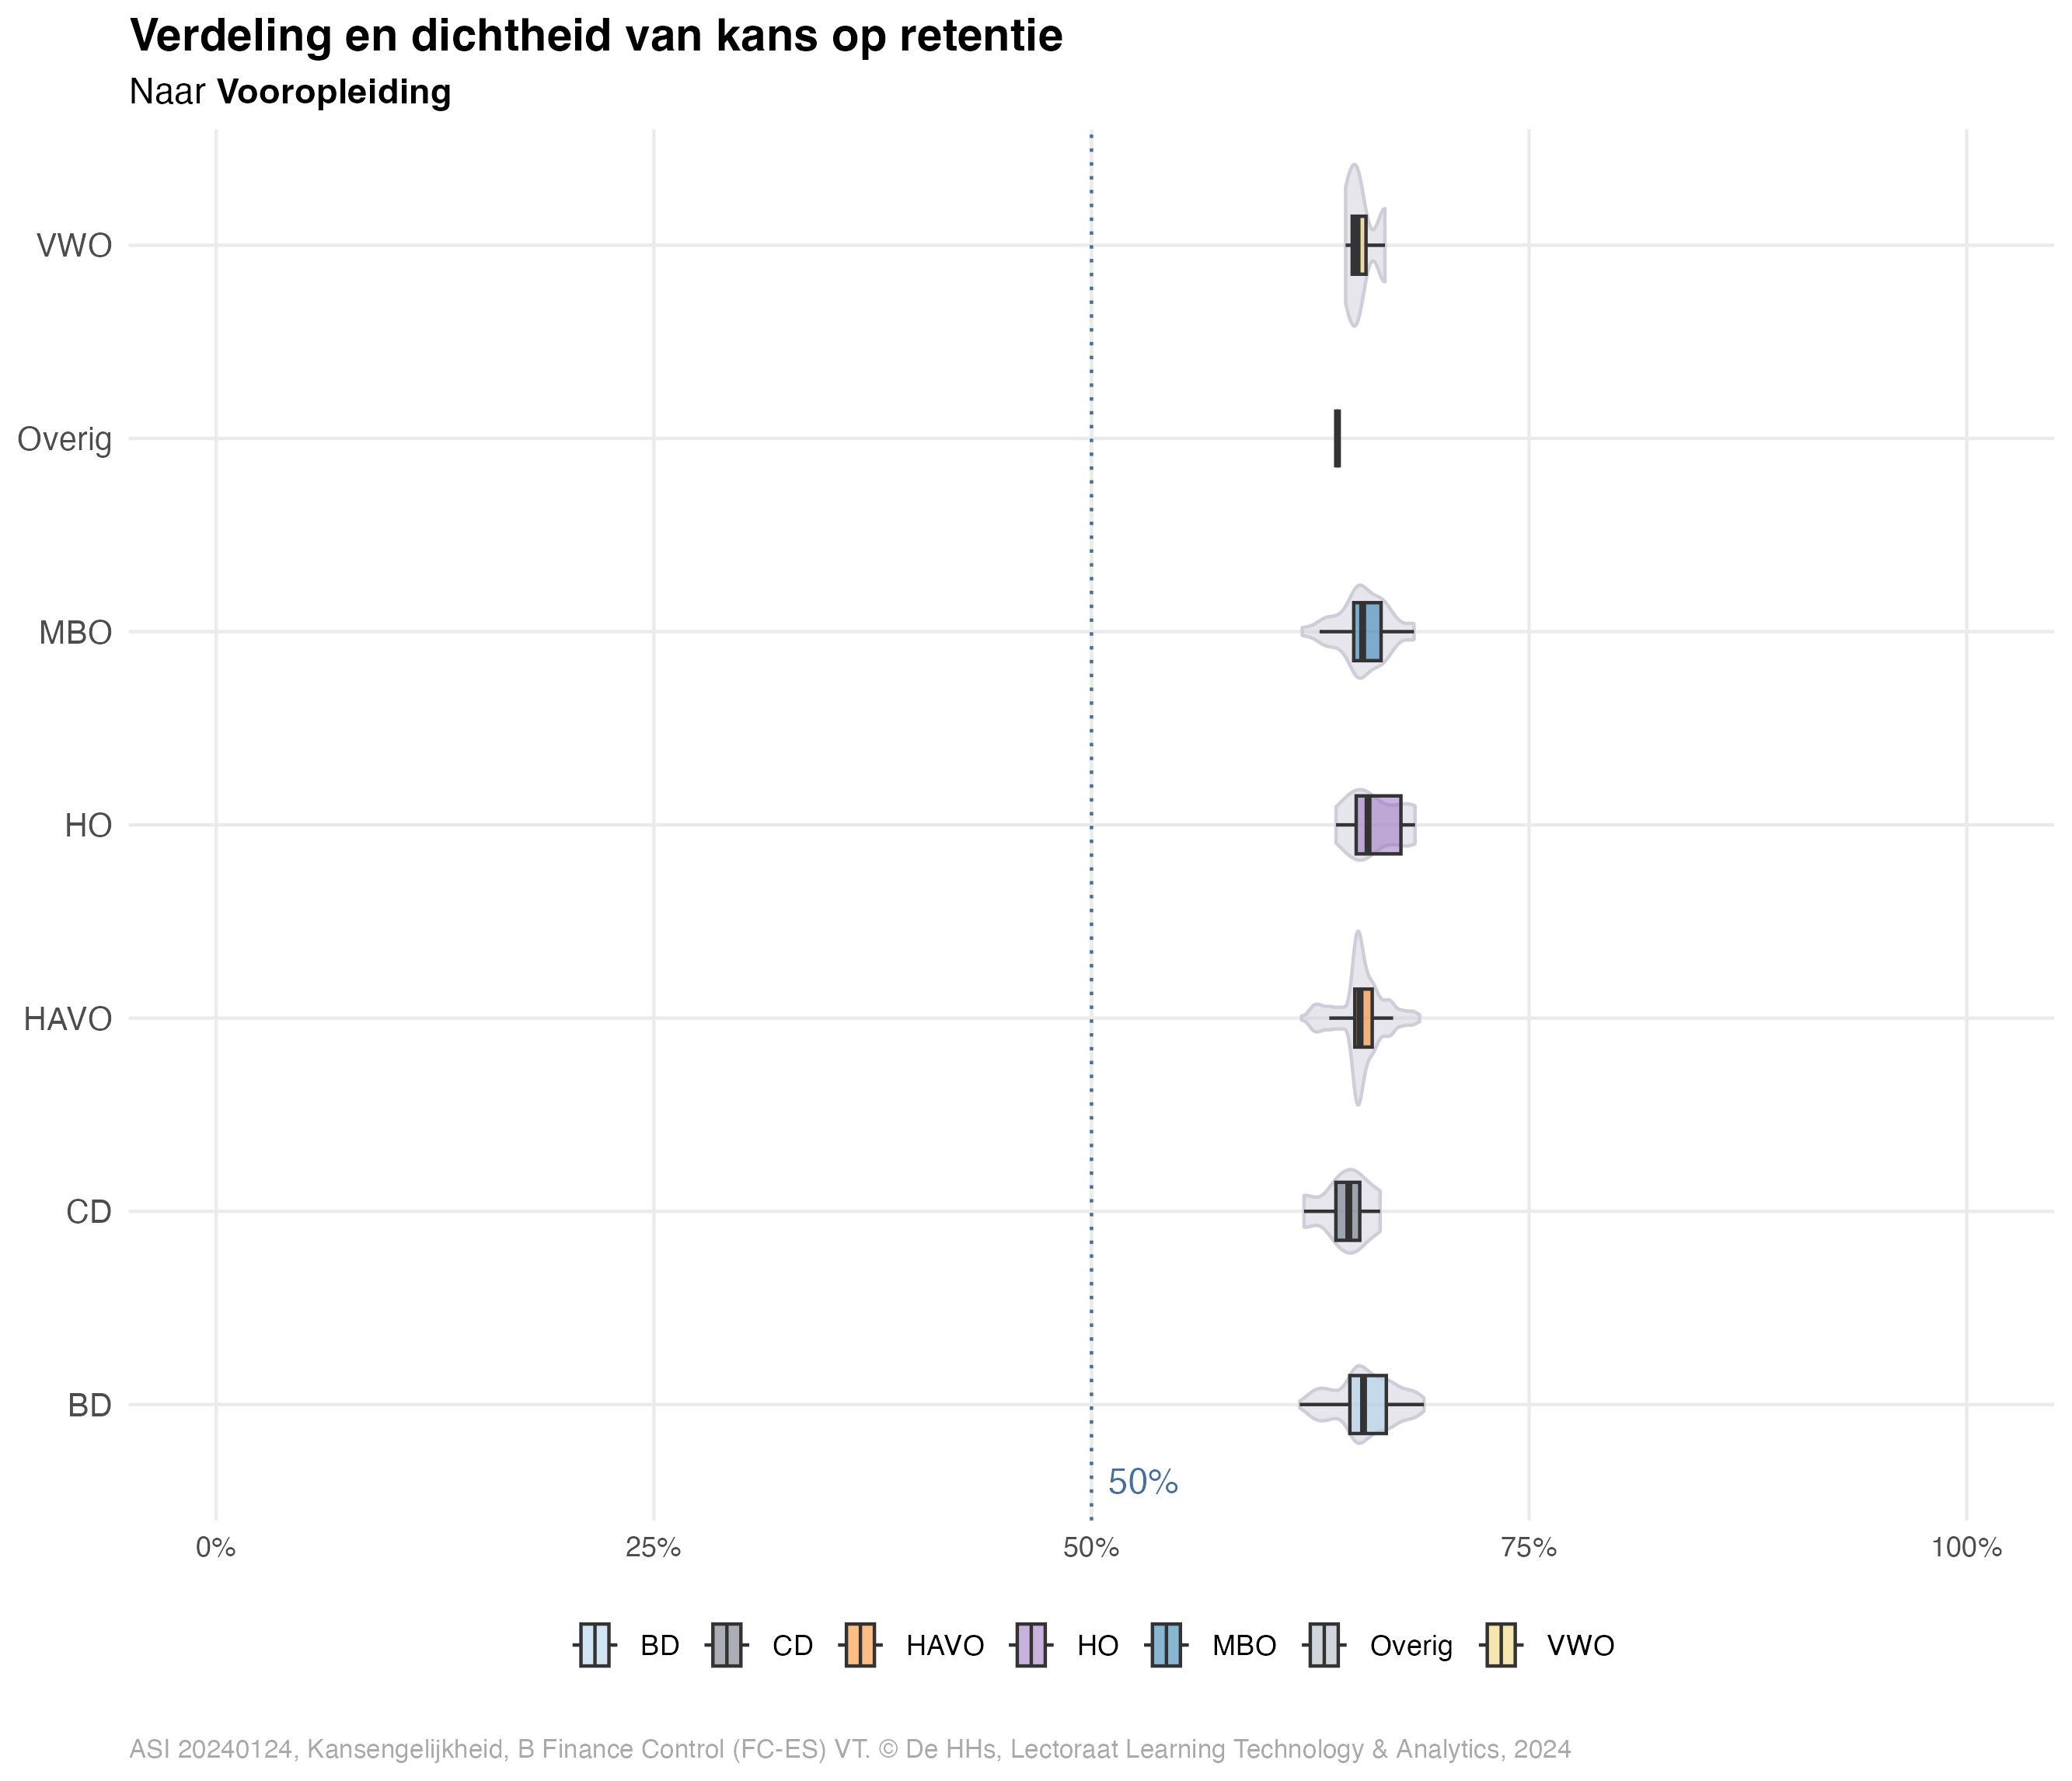 Verdeling en dichtheid van kans op retentie
Naar Vooropleiding
VWO
Overig
MBO
HO
HAVO
CD
BD
50%
0% 25% 50% 75% 100%
BD CD HAVO HO MBO Overig VWO
ASI 20240124, Kansengelijkheid, B Finance Control (FC-ES) VT. © De HHs, Lectoraat Learning Technology & Analytics, 2024